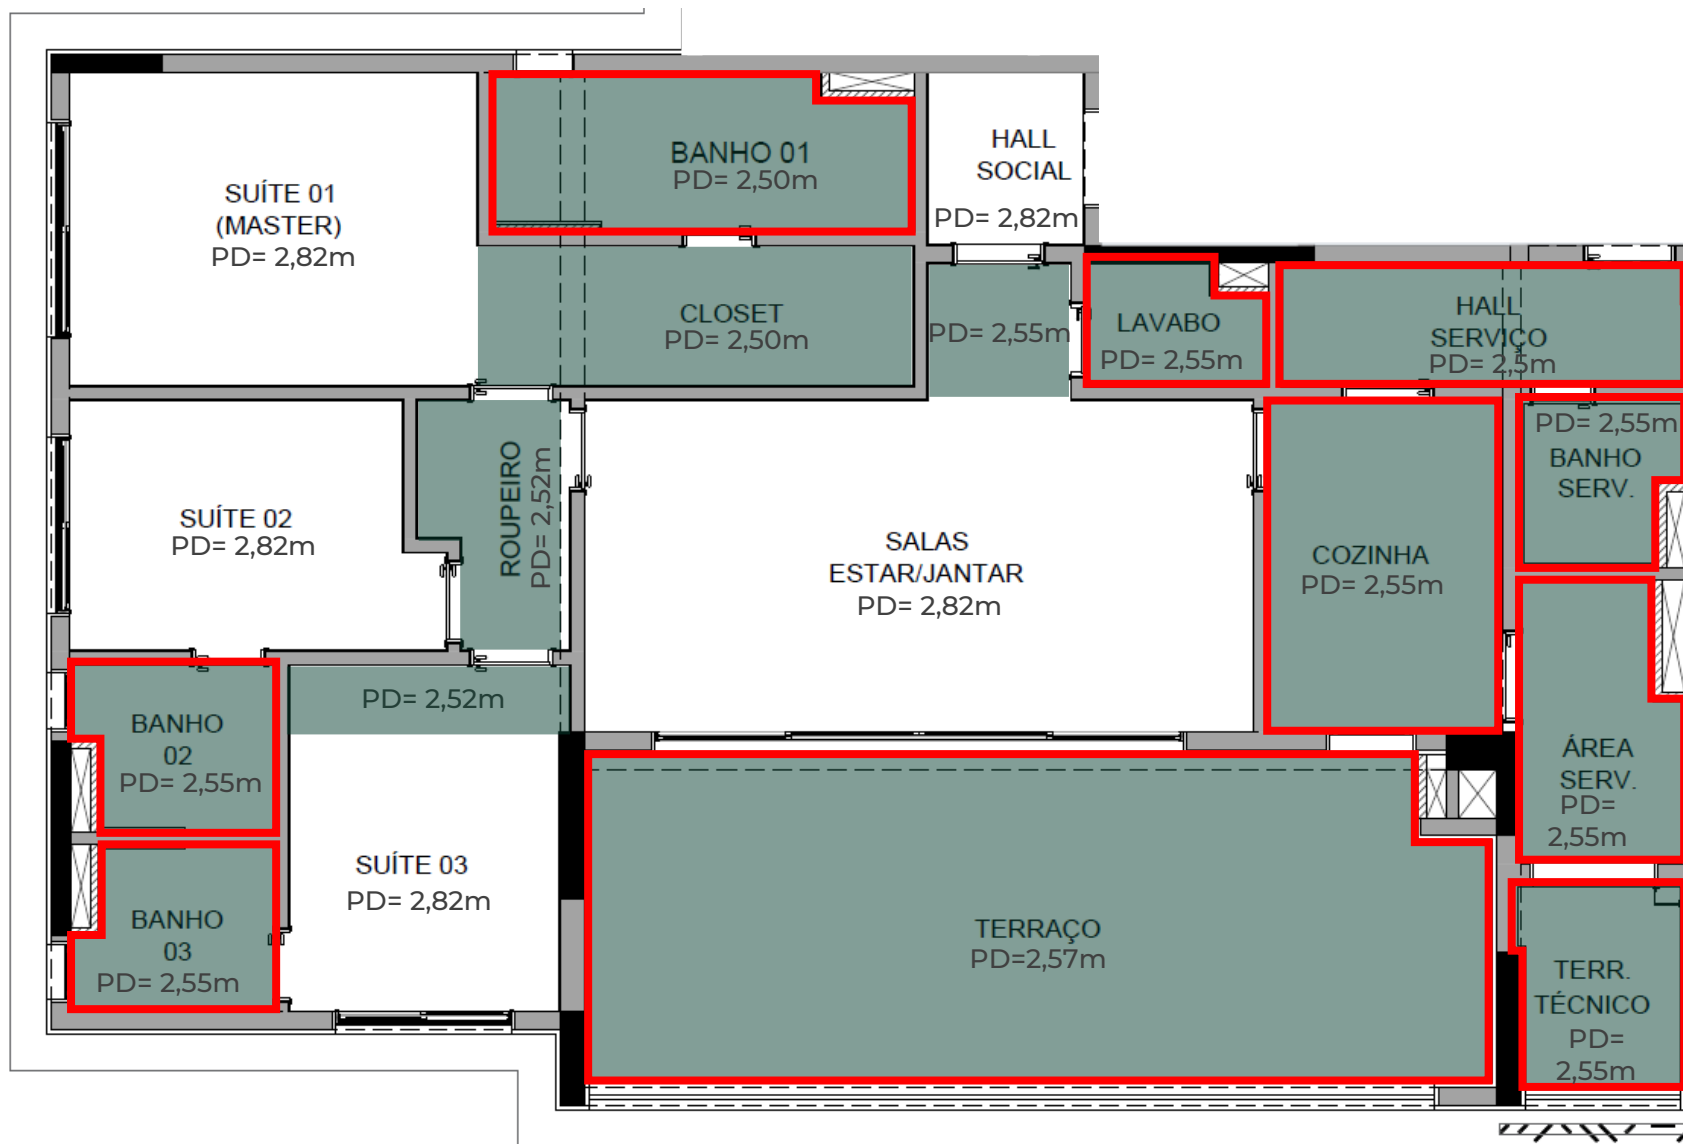 BANHO 01
PD= 2,50m
HALL
SOCIAL
PD= 2,82m
SUÍTE 01
(MASTER)
PD= 2,82m
CLOSET
PD= 2,50m
PD= 2,55m
LAVABO
PD= 2,55m
HALL
SERVIÇO
PD= 2,5m
PD= 2,55m
BANHO
SERV.
ROUPEIRO
PD= 2,52m
SUÍTE 02
PD= 2,82m
SALAS
ESTAR/JANTAR
PD= 2,82m
COZINHA
PD= 2,55m
PD= 2,52m
BANHO
02
PD= 2,55m
ÁREA
SERV.
PD=
2,55m
SUÍTE 03
PD= 2,82m
BANHO
03
PD= 2,55m
TERRAÇO
PD=2,57m
TERR.
TÉCNICO
PD=
2,55m